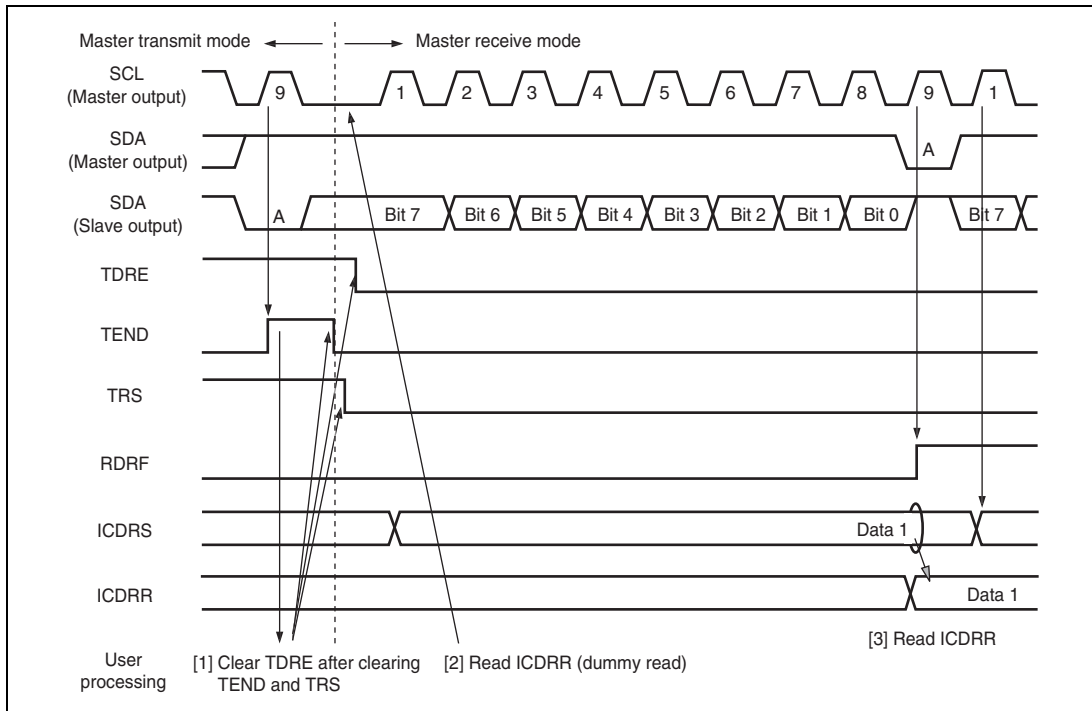 Master transmit mode
Master receive mode
SCL
(Master output)
9
1
2
3
4
5
6
7
8
9
1
SDA
(Master output)
A
SDA
(Slave output)
A
Bit 7
Bit 6
Bit 5
Bit 4
Bit 3
Bit 2
Bit 1
Bit 0
Bit 7
TDRE
TEND
TRS
RDRF
ICDRS
Data 1
ICDRR
Data 1
User
processing
[1] Clear TDRE after clearing
TEND and TRS
[2] Read ICDRR (dummy read)
[3] Read ICDRR